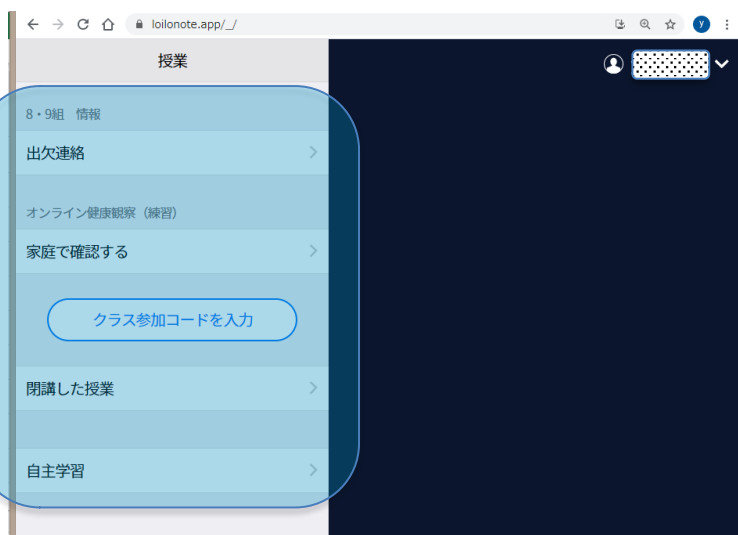 loilonote.app/_/
y
授業
8・9組　情報
出欠連絡
オンライン健康観察（練習）
家庭で確認する
クラス参加コードを入力
閉講した授業
自主学習